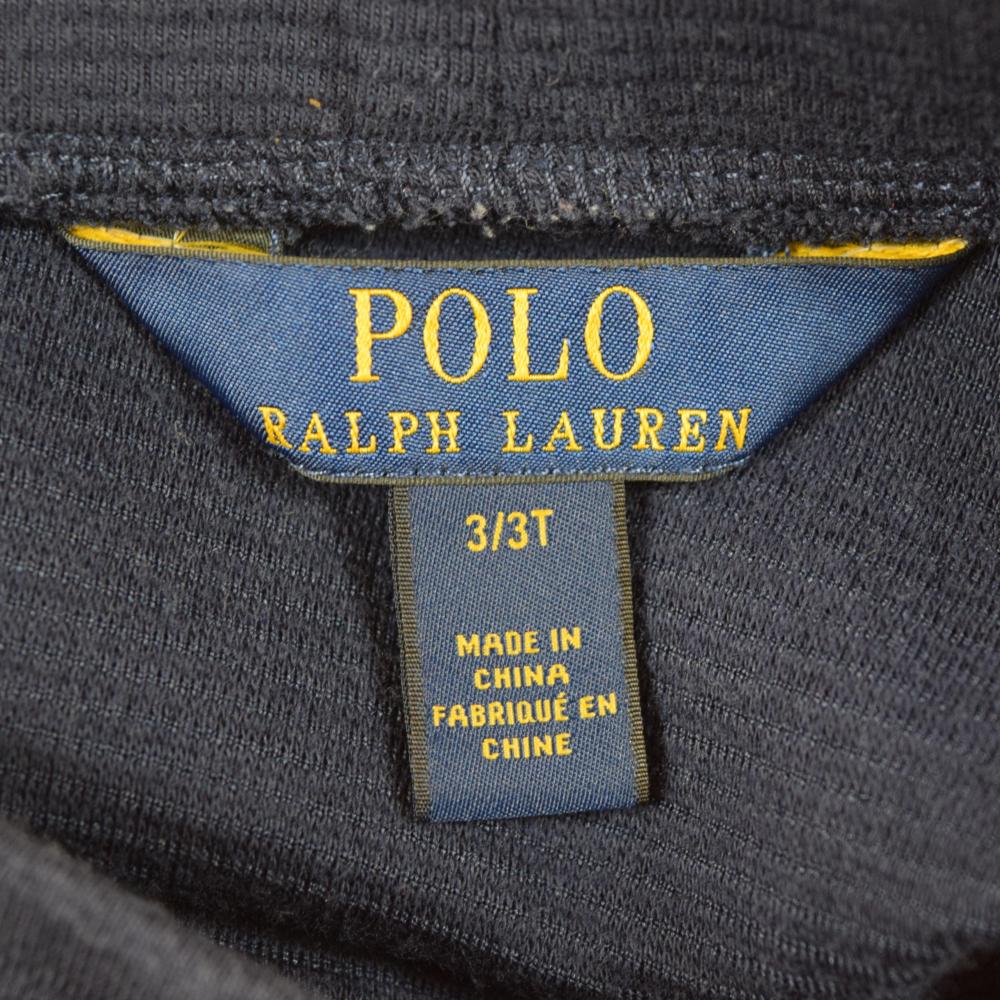 POLO
RALPH LAUREN
3/3T
MADE IN
CHINA
FABRIQUÉ EN
CHINE